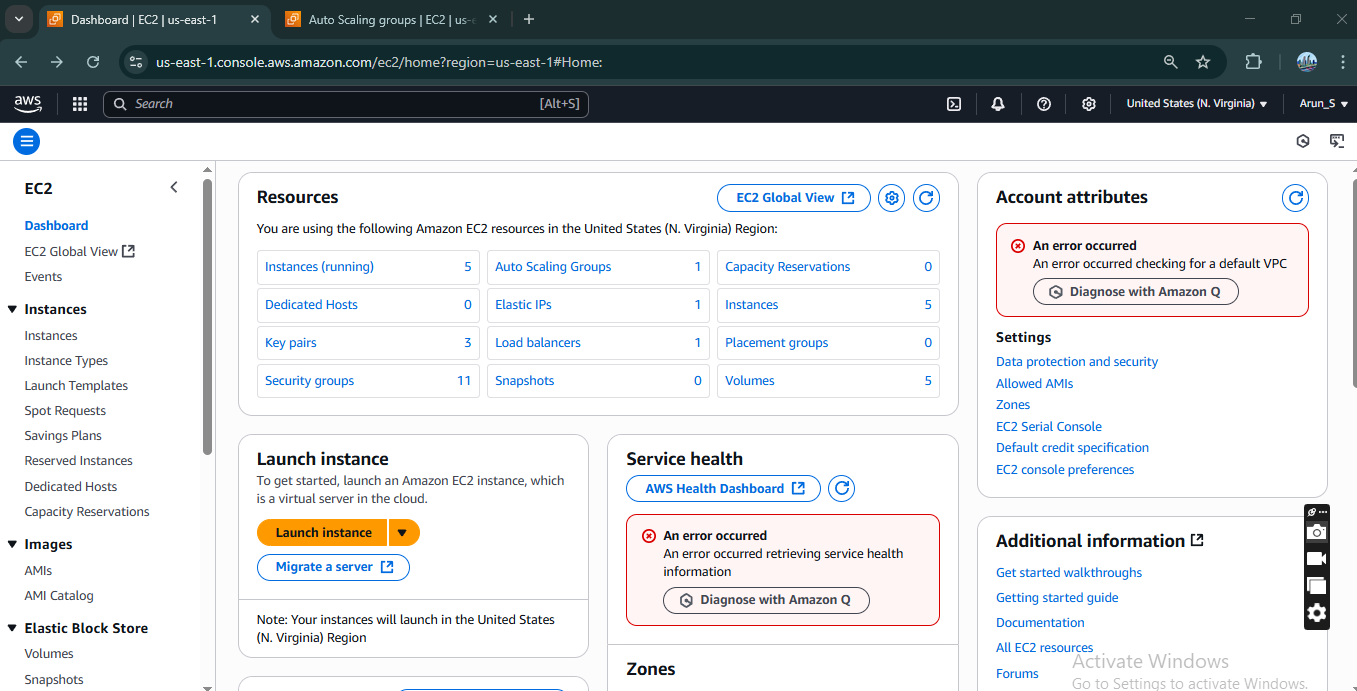 Dashboard | EC2 | us-east-1
Auto Scaling groups | EC2 | us-e
us-east-1.console.aws.amazon.com/ec2/home?region=us-east-1#Home:
aws
Search
[Alt+S]
United States (N. Virginia)
Arun_S
EC2
Dashboard
EC2 Global View
Events
Instances
Instances
Instance Types
Launch Templates
Spot Requests
Savings Plans
Reserved Instances
Dedicated Hosts
Capacity Reservations
Images
AMIs
AMI Catalog
Elastic Block Store
Volumes
Snapshots
Resources
EC2 Global View
You are using the following Amazon EC2 resources in the United States (N. Virginia) Region:
Instances (running) 5
Auto Scaling Groups 1
Capacity Reservations 0
Dedicated Hosts 0
Elastic IPs 1
Instances 5
Key pairs 3
Load balancers 1
Placement groups 0
Security groups 11
Snapshots 0
Volumes 5
Launch instance
To get started, launch an Amazon EC2 instance, which
is a virtual server in the cloud.
Launch instance
Migrate a server
Note: Your instances will launch in the United States
(N. Virginia) Region
Service health
AWS Health Dashboard
An error occurred
An error occurred retrieving service health
information
Diagnose with Amazon Q
Zones
Account attributes
An error occurred
An error occurred checking for a default VPC
Diagnose with Amazon Q
Settings
Data protection and security
Allowed AMIs
Zones
EC2 Serial Console
Default credit specification
EC2 console preferences
Additional information
Get started walkthroughs
Getting started guide
Documentation
All EC2 resources
Forums
Activate Windows
Go to Settings to activate Windows.